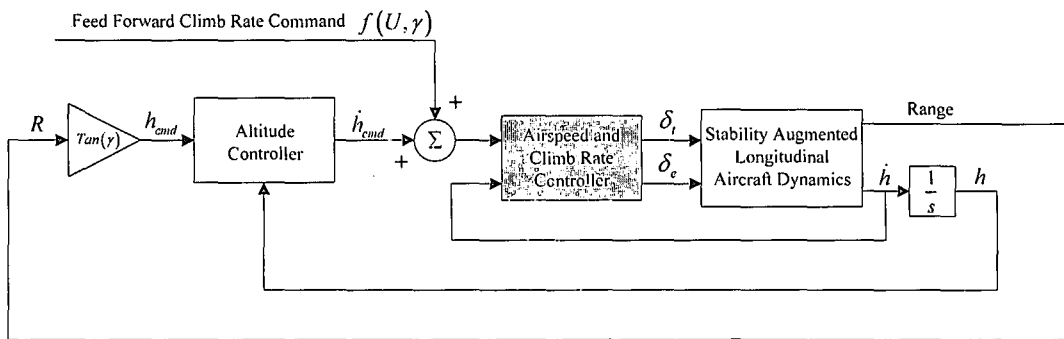 Feed Forward Climb Rate Command f(U,γ)
+
R
Tan(γ)
h_cmd
Altitude
Controller
ḣ_cmd
+
Σ
Airspeed and
Climb Rate
Controller
δ_t
δ_e
Stability Augmented
Longitudinal
Aircraft Dynamics
Range
ḣ
1
s
h